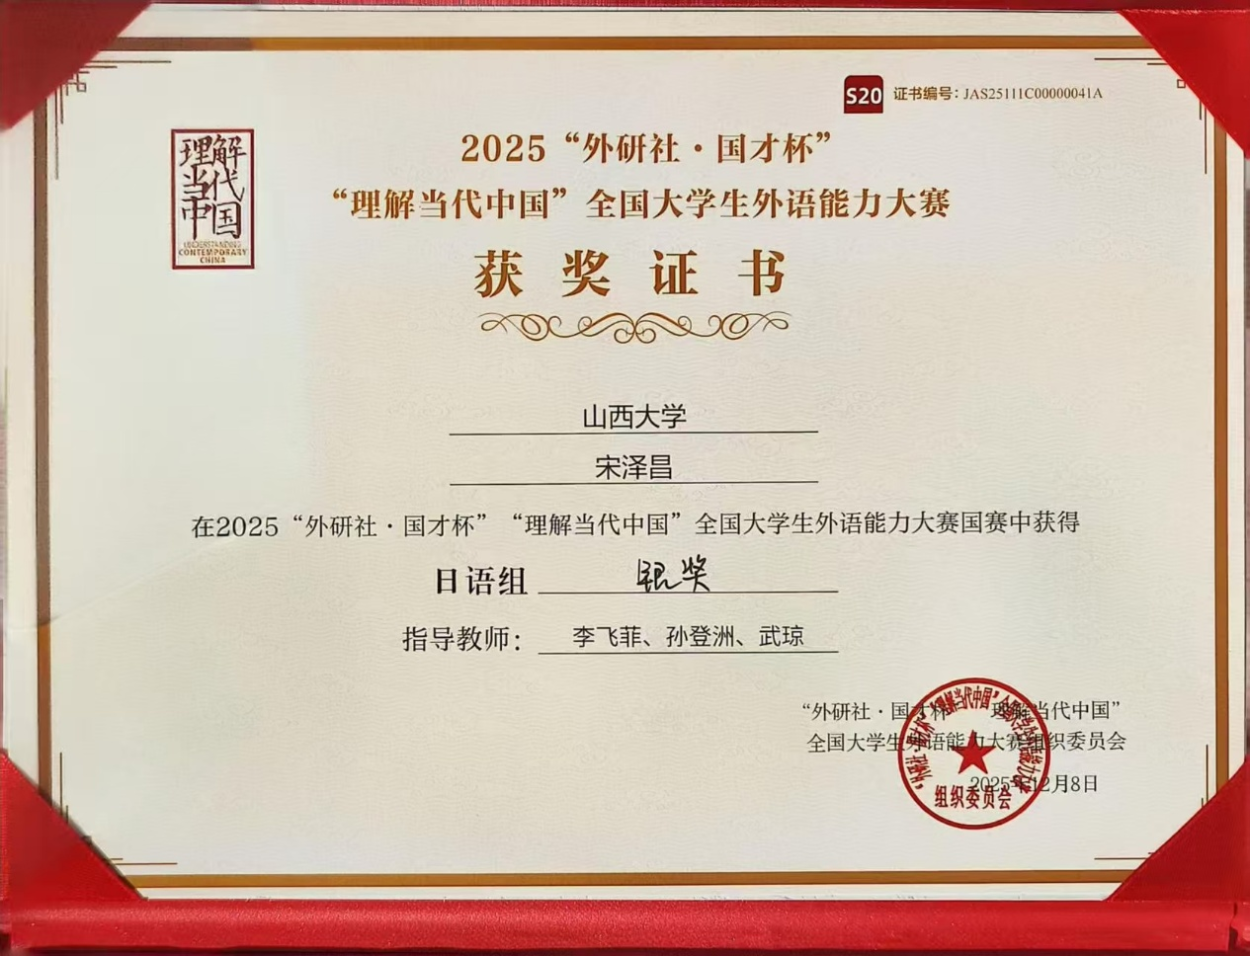 S20 证书编号：JAS25111C00000041A
理解
当代
中国
UNDERSTANDING
CONTEMPORARY
CHINA
2025“外研社·国才杯”
“理解当代中国”全国大学生外语能力大赛
获奖证书
山西大学
宋泽昌
在2025“外研社·国才杯”“理解当代中国”全国大学生外语能力大赛国赛中获得
日语组 银奖
指导教师： 李飞菲、孙登洲、武琼
“外研社·国才杯”“理解当代中国”
全国大学生外语能力大赛组织委员会
2025年12月8日
组织委员会